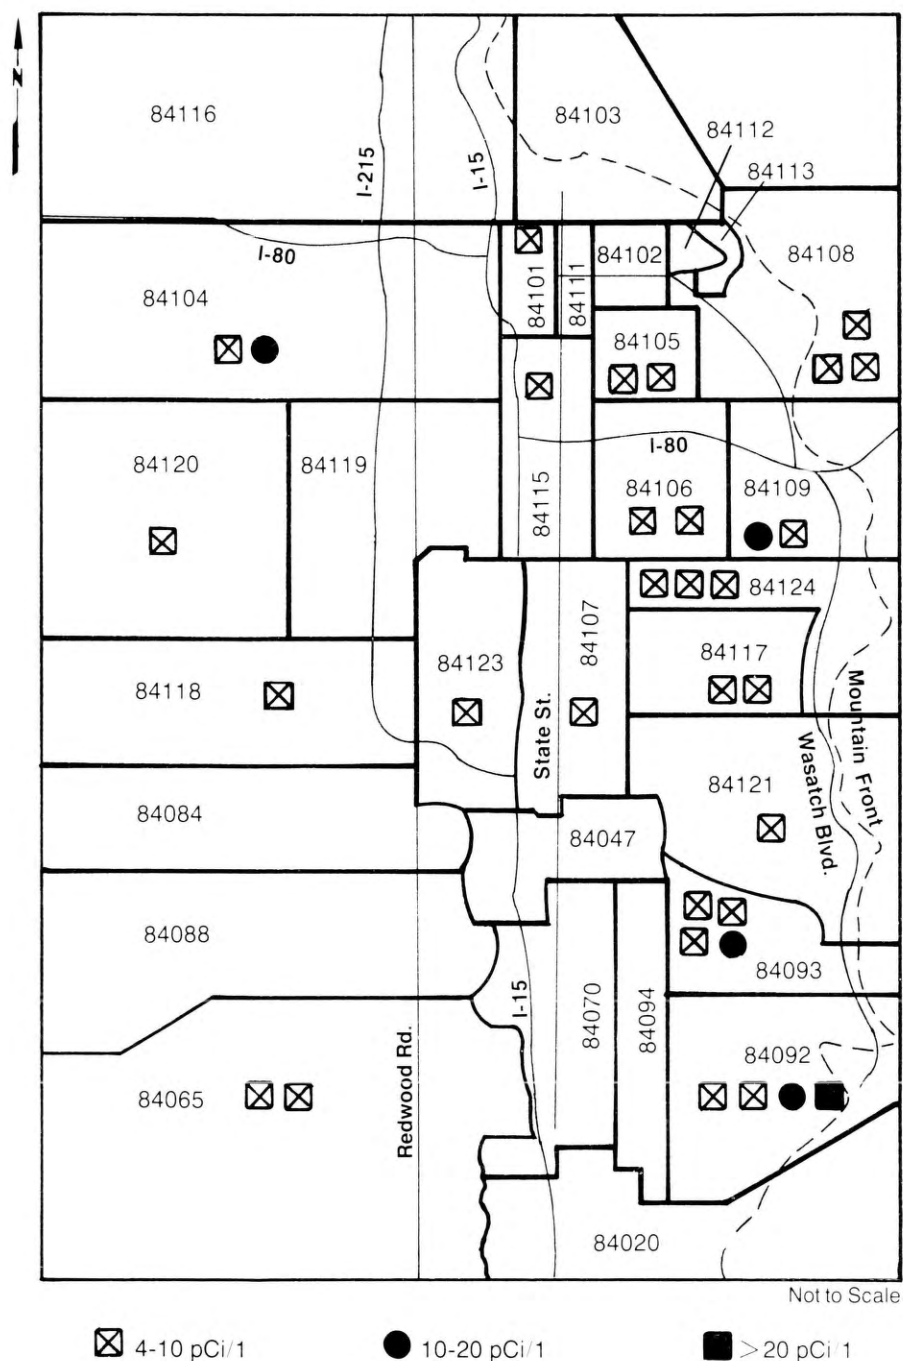 N
84116
84103
84112
84113
I-215
I-15
I-80
84104
84101
84111
84102
84108
84105
84120
84119
84115
I-80
84106
84109
84124
84107
84123
84117
84118
State St.
Mountain Front
Wasatch Blvd.
84121
84084
84047
84088
84093
I-15
84070
84094
84092
84065
Redwood Rd.
84020
Not to Scale
4-10 pCi/1
10-20 pCi/1
>20 pCi/1